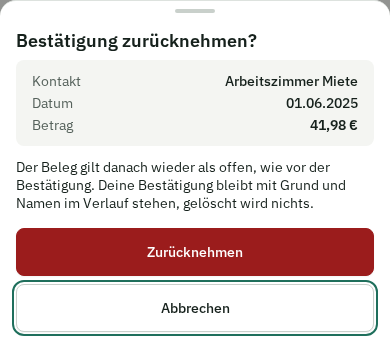 Bestätigung zurücknehmen?
Kontakt Arbeitszimmer Miete
Datum 01.06.2025
Betrag 41,98 €
Der Beleg gilt danach wieder als offen, wie vor der
Bestätigung. Deine Bestätigung bleibt mit Grund und
Namen im Verlauf stehen, gelöscht wird nichts.
Zurücknehmen
Abbrechen